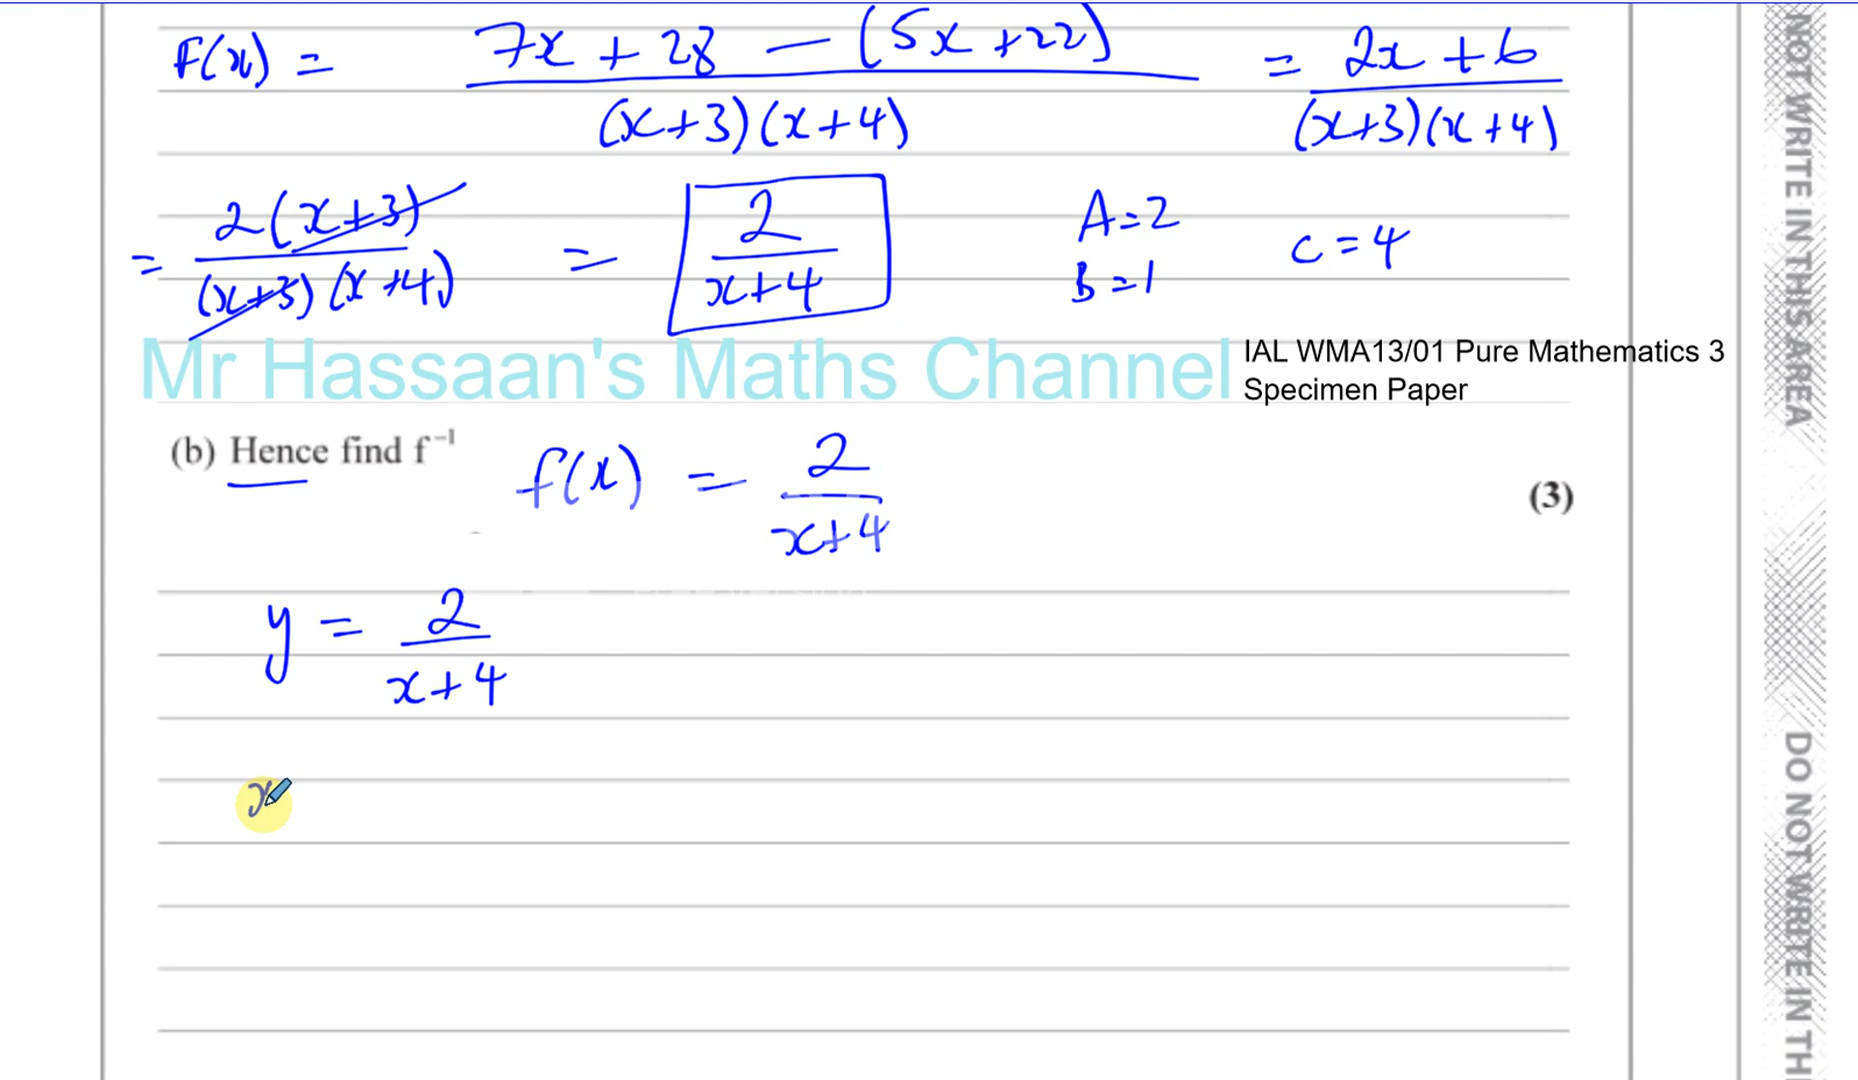 F(x) = 7x + 28 − (5x + 22) / (x+3)(x+4) = 2x + 6 / (x+3)(x+4)
= 2(x+3) / (x+3)(x+4) = 2 / x+4 A=2 B=1 C=4
Mr Hassaan's Maths Channel
IAL WMA13/01 Pure Mathematics 3
Specimen Paper
(b) Hence find f⁻¹
f(x) = 2 / x+4
(3)
y = 2 / x+4
x
NOT WRITE IN THIS AREA
DO NOT WRITE IN TH